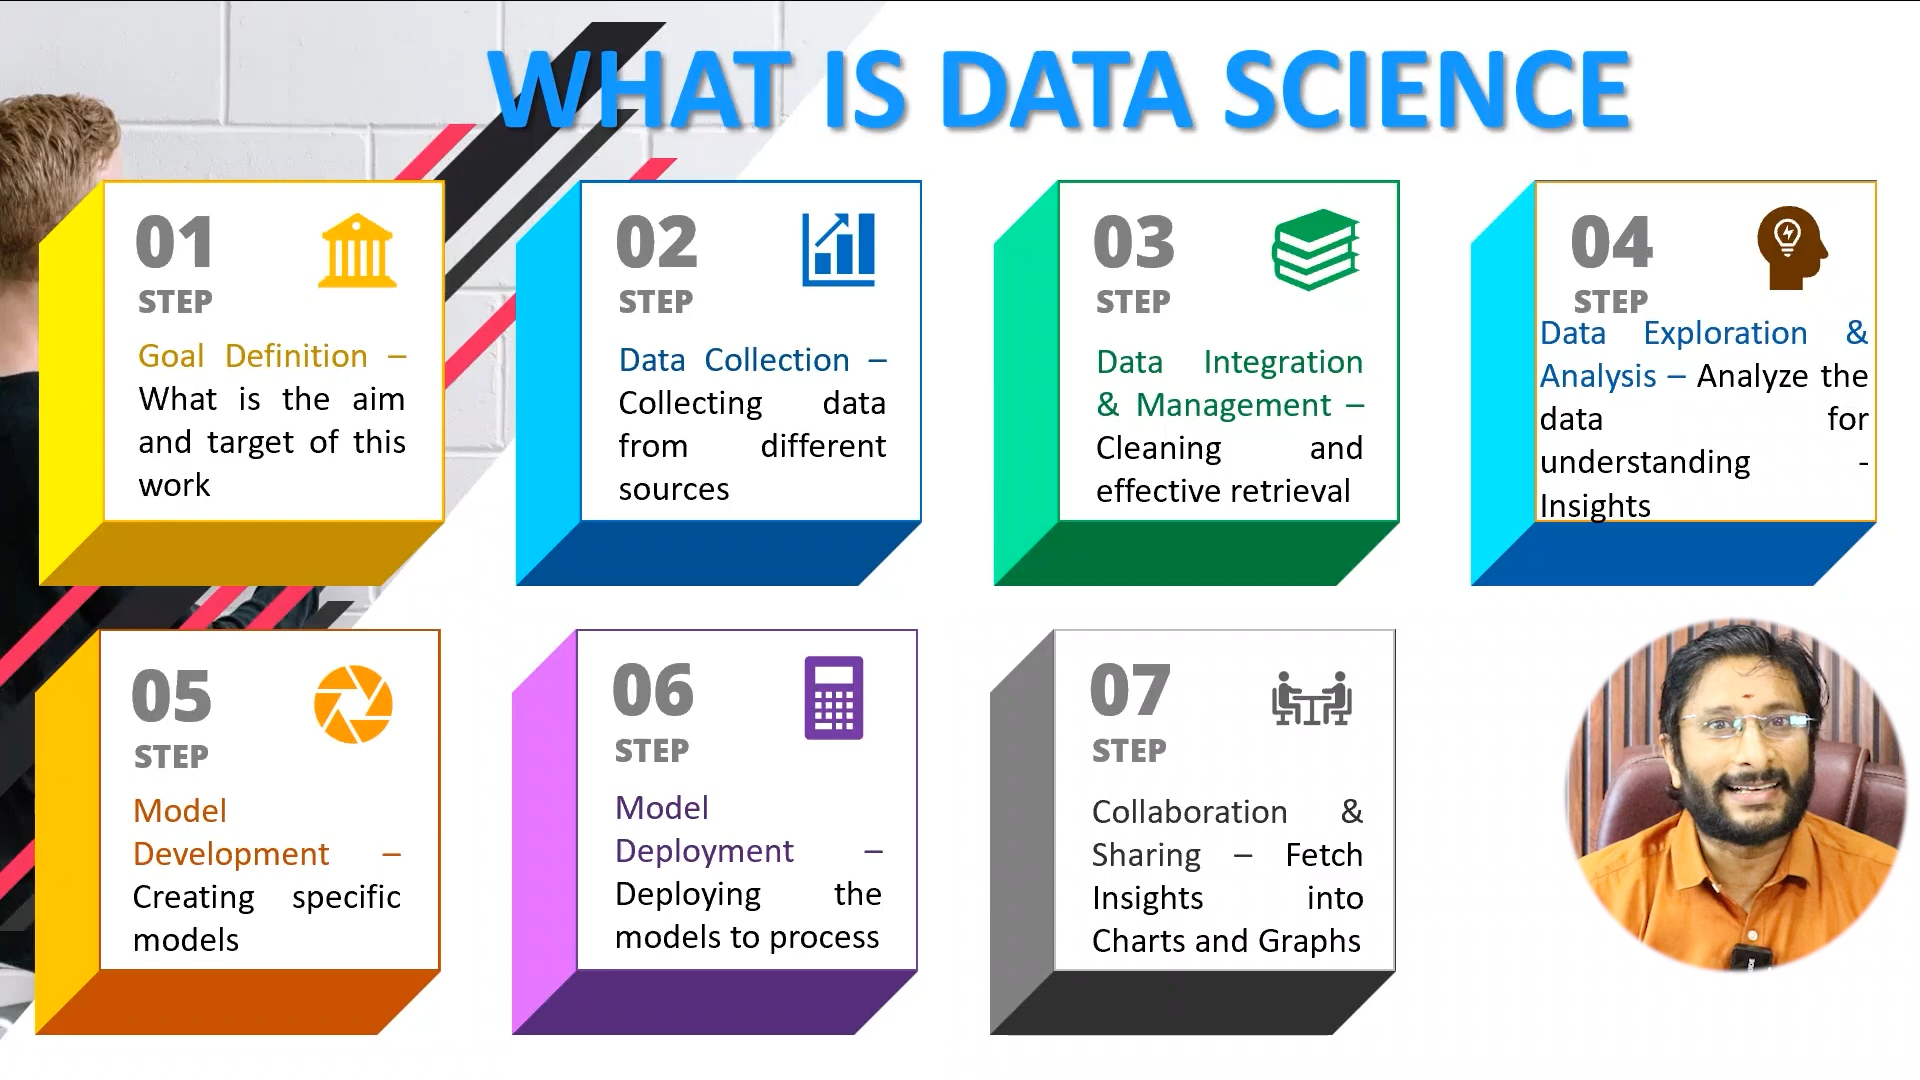 WHAT IS DATA SCIENCE
01
STEP
Goal Definition –
What is the aim
and target of this
work
02
STEP
Data Collection –
Collecting data
from different
sources
03
STEP
Data Integration
& Management –
Cleaning and
effective retrieval
04
STEP
Data Exploration &
Analysis – Analyze the
data for
understanding -
Insights
05
STEP
Model
Development –
Creating specific
models
06
STEP
Model
Deployment –
Deploying the
models to process
07
STEP
Collaboration &
Sharing – Fetch
Insights into
Charts and Graphs